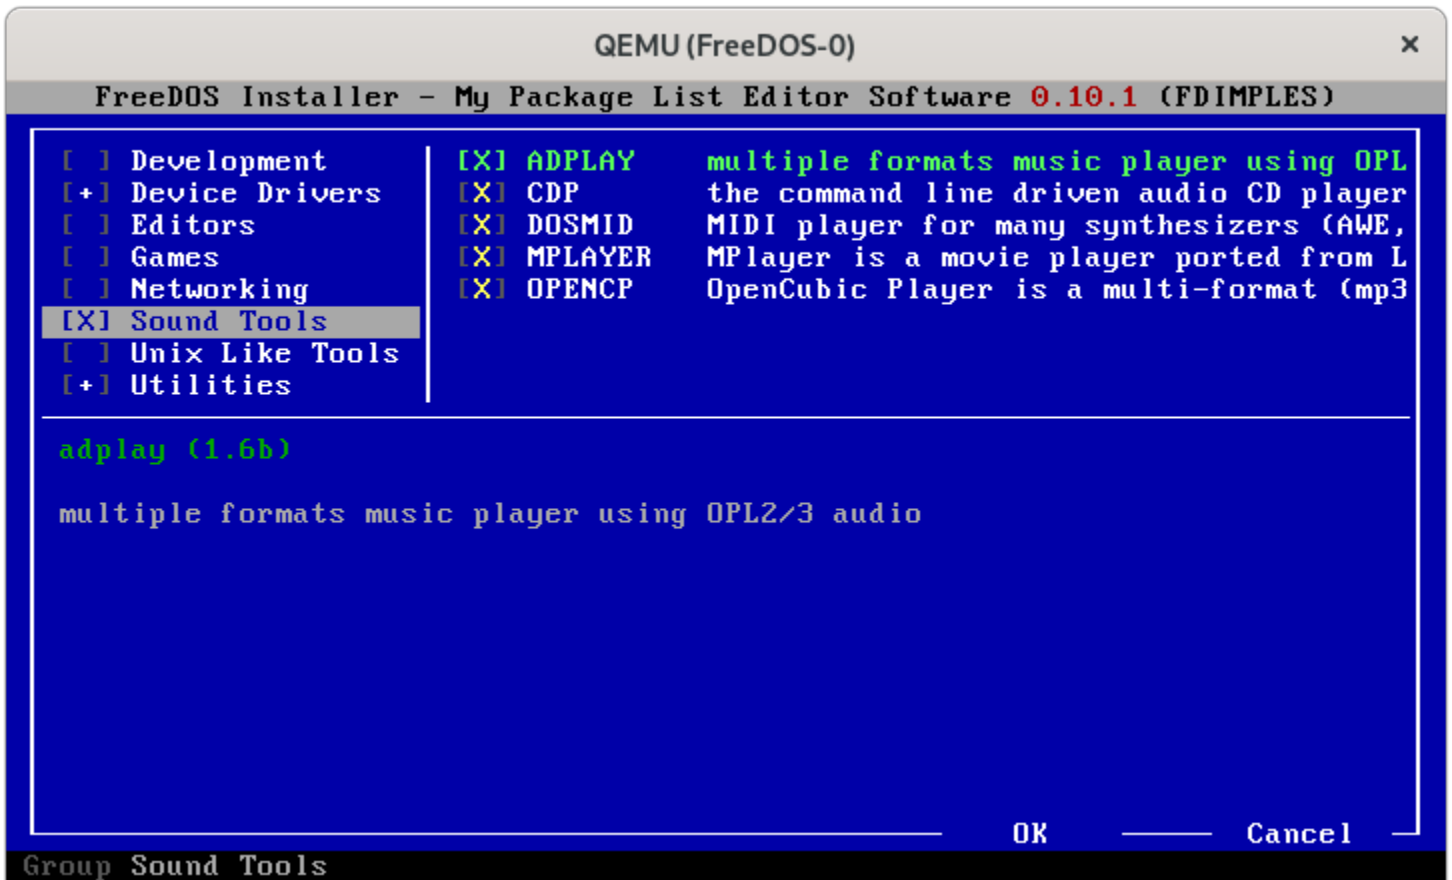 QEMU (FreeDOS-0) ×
FreeDOS Installer - My Package List Editor Software 0.10.1 (FDIMPLES)
[ ] Development [X] ADPLAY multiple formats music player using OPL
[+] Device Drivers [X] CDP the command line driven audio CD player
[ ] Editors [X] DOSMID MIDI player for many synthesizers (AWE,
[ ] Games [X] MPLAYER MPlayer is a movie player ported from L
[ ] Networking [X] OPENCP OpenCubic Player is a multi-format (mp3
[X] Sound Tools
[ ] Unix Like Tools
[+] Utilities
adplay (1.6b)
multiple formats music player using OPL2/3 audio
OK Cancel
Group Sound Tools